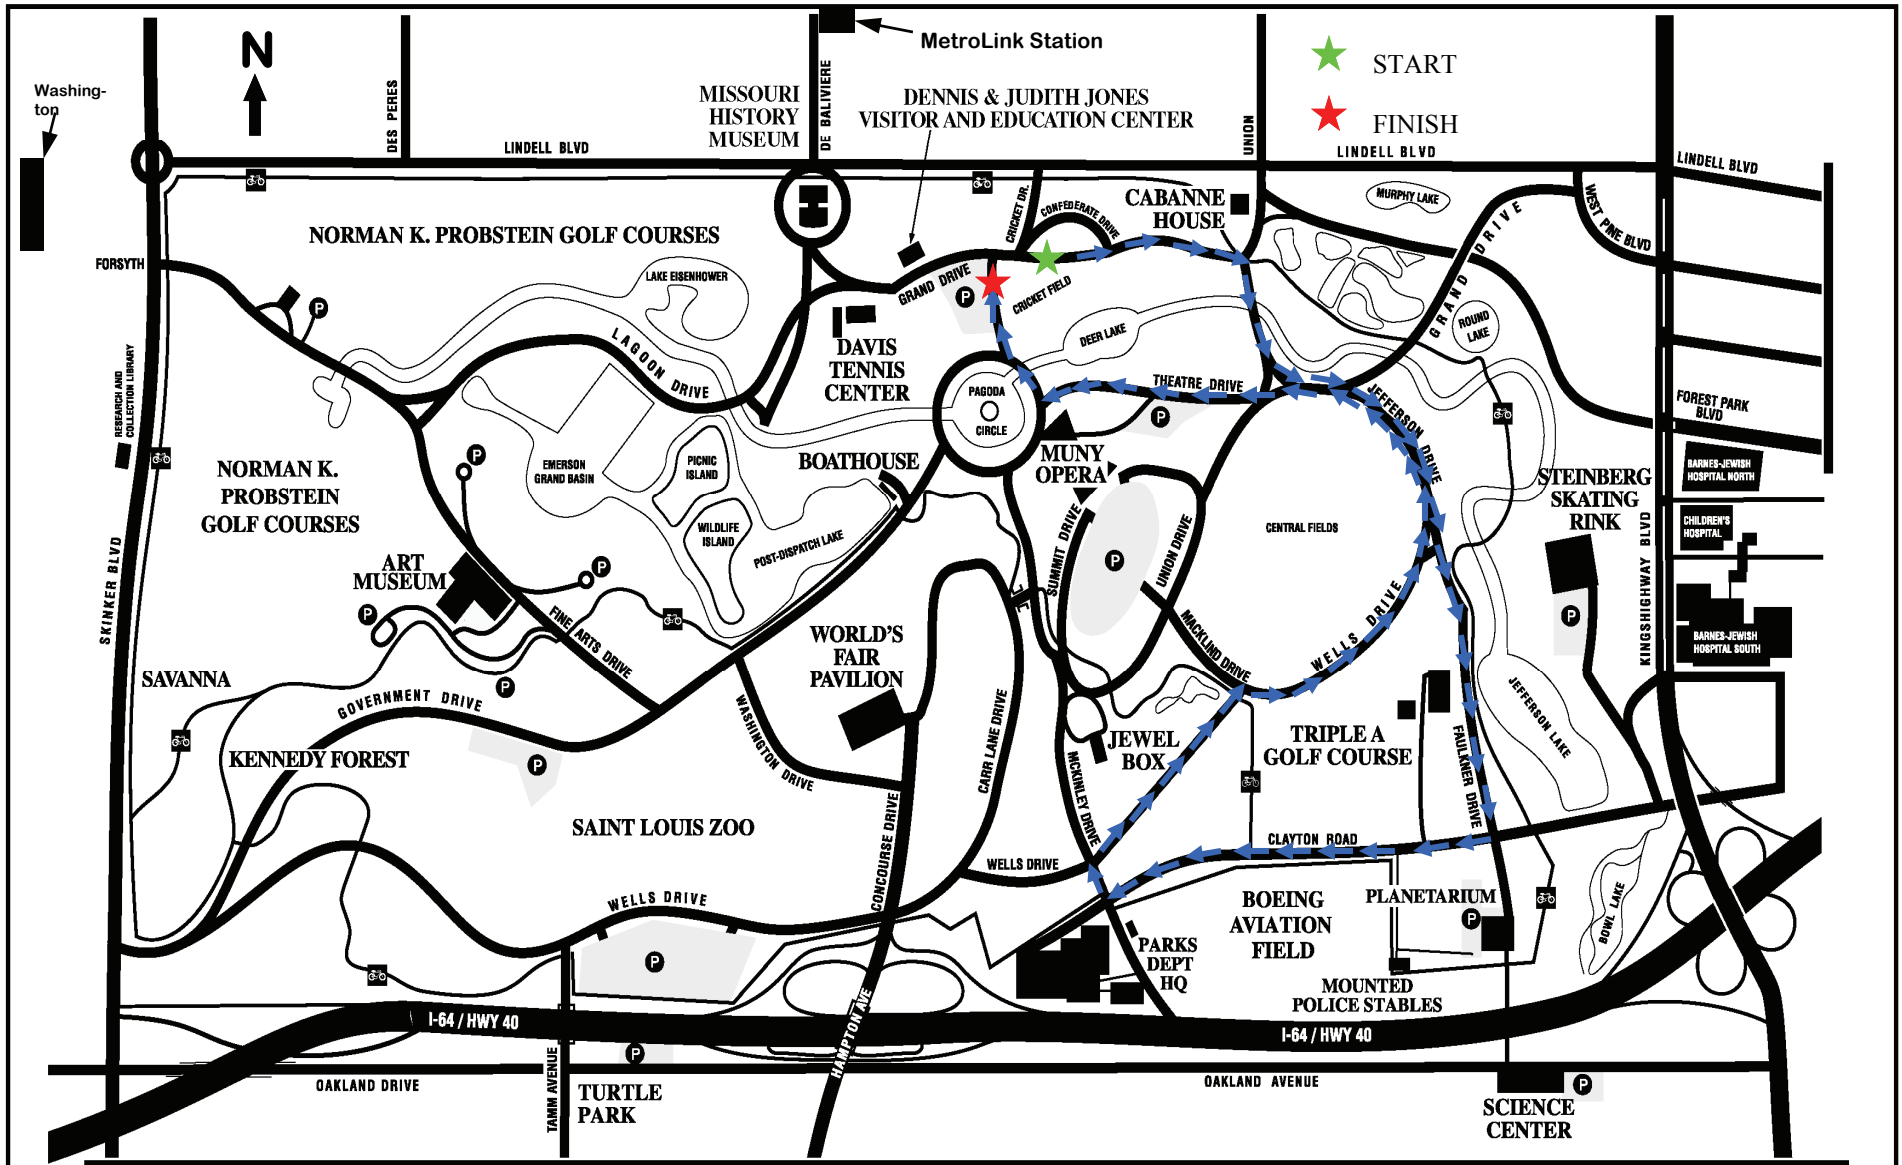 MetroLink Station
START
FINISH
N
Washing-
ton
DES PERES
MISSOURI
HISTORY
MUSEUM
DE BALIVIERE
DENNIS & JUDITH JONES
VISITOR AND EDUCATION CENTER
UNION
LINDELL BLVD
LINDELL BLVD
LINDELL BLVD
MURPHY LAKE
WEST PINE BLVD
CRICKET DR.
CONFEDERATE DRIVE
CABANNE
HOUSE
NORMAN K. PROBSTEIN GOLF COURSES
FORSYTH
LAKE EISENHOWER
GRAND DRIVE
P
CRICKET FIELD
GRAND DRIVE
ROUND
LAKE
P
LAGOON DRIVE
DAVIS
TENNIS
CENTER
DEER LAKE
THEATRE DRIVE
JEFFERSON DRIVE
FOREST PARK
BLVD
RESEARCH AND
COLLECTION LIBRARY
PAGODA
CIRCLE
P
MUNY
OPERA
BOATHOUSE
P
PICNIC
ISLAND
EMERSON
GRAND BASIN
NORMAN K.
PROBSTEIN
GOLF COURSES
WILDLIFE
ISLAND
POST-DISPATCH LAKE
SUMMIT DRIVE
P
UNION DRIVE
CENTRAL FIELDS
STEINBERG
SKATING
RINK
BARNES-JEWISH
HOSPITAL NORTH
CHILDREN'S
HOSPITAL
KINGSHIGHWAY BLVD
BARNES-JEWISH
HOSPITAL SOUTH
P
SKINKER BLVD
ART
MUSEUM
P
P
FINE ARTS DRIVE
P
WORLD'S
FAIR
PAVILION
MACKLIND DRIVE
WELLS DRIVE
SAVANNA
GOVERNMENT DRIVE
KENNEDY FOREST
P
WASHINGTON DRIVE
CARR LANE DRIVE
JEWEL
BOX
MCKINLEY DRIVE
TRIPLE A
GOLF COURSE
FAULKNER DRIVE
JEFFERSON LAKE
SAINT LOUIS ZOO
CONCOURSE DRIVE
WELLS DRIVE
CLAYTON ROAD
WELLS DRIVE
P
BOEING
AVIATION
FIELD
PLANETARIUM
P
BOWL LAKE
PARKS
DEPT
HQ
MOUNTED
POLICE STABLES
I-64 / HWY 40
HAMPTON AVE
I-64 / HWY 40
OAKLAND DRIVE
TAMM AVENUE
P
TURTLE
PARK
OAKLAND AVENUE
P
SCIENCE
CENTER